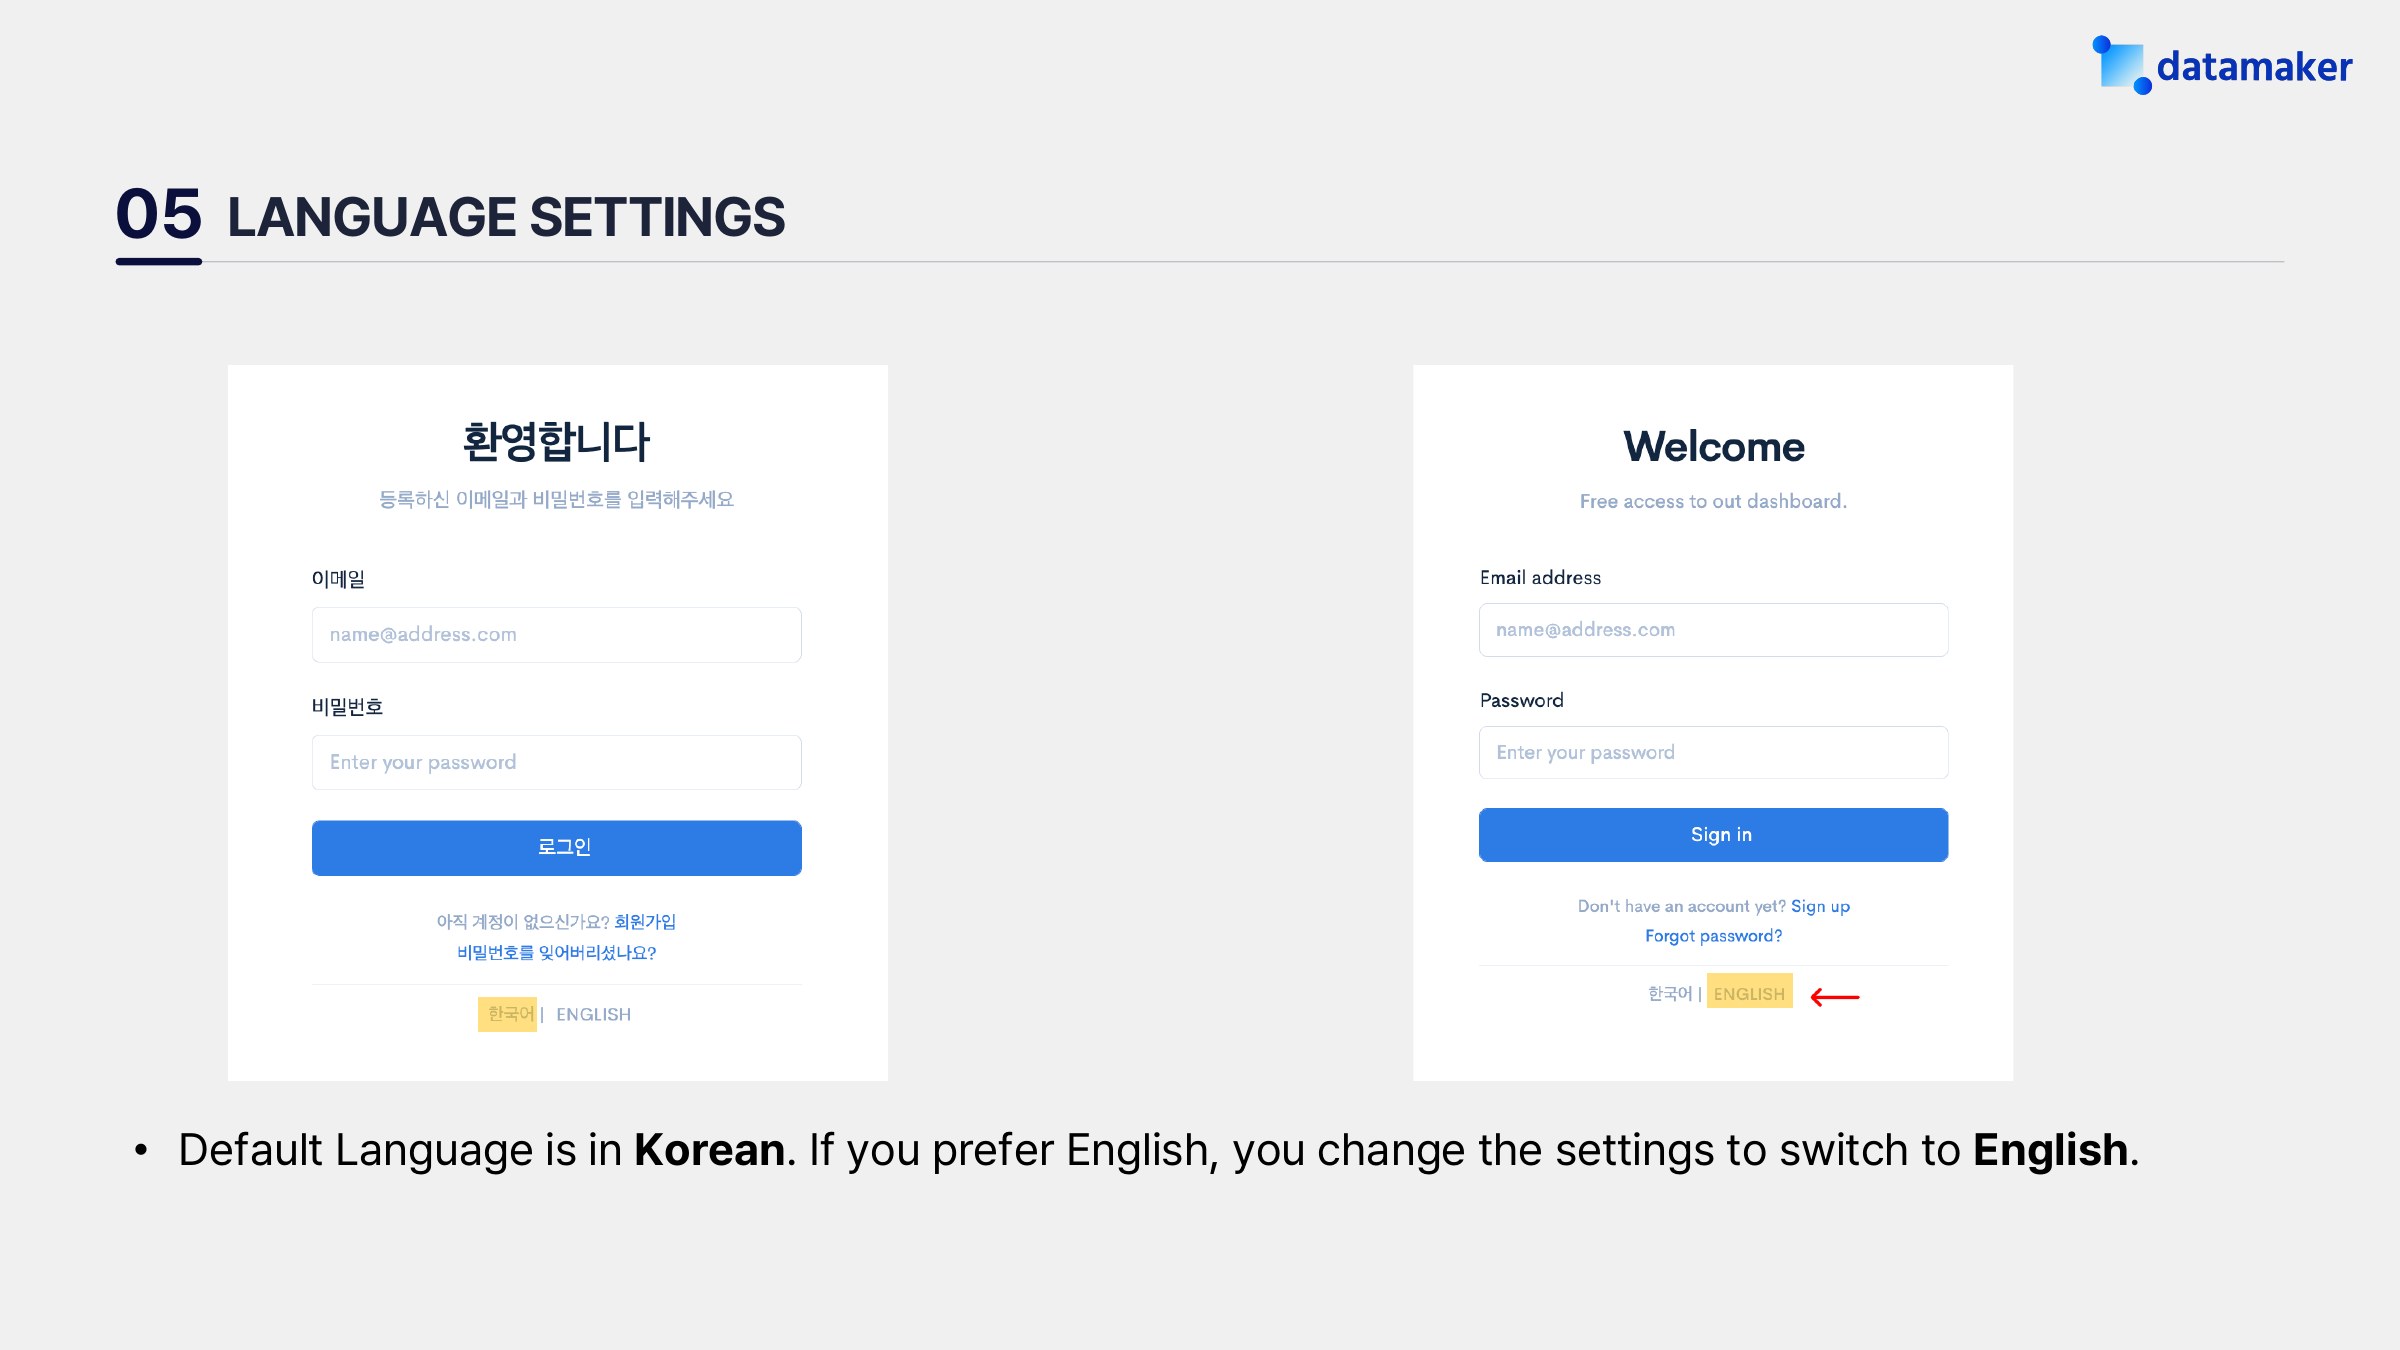 datamaker
05 LANGUAGE SETTINGS
환영합니다
등록하신 이메일과 비밀번호를 입력해주세요
이메일
name@address.com
비밀번호
Enter your password
로그인
아직 계정이 없으신가요? 회원가입
비밀번호를 잊어버리셨나요?
한국어 | ENGLISH
Welcome
Free access to out dashboard.
Email address
name@address.com
Password
Enter your password
Sign in
Don't have an account yet? Sign up
Forgot password?
한국어 | ENGLISH
• Default Language is in Korean. If you prefer English, you change the settings to switch to English.